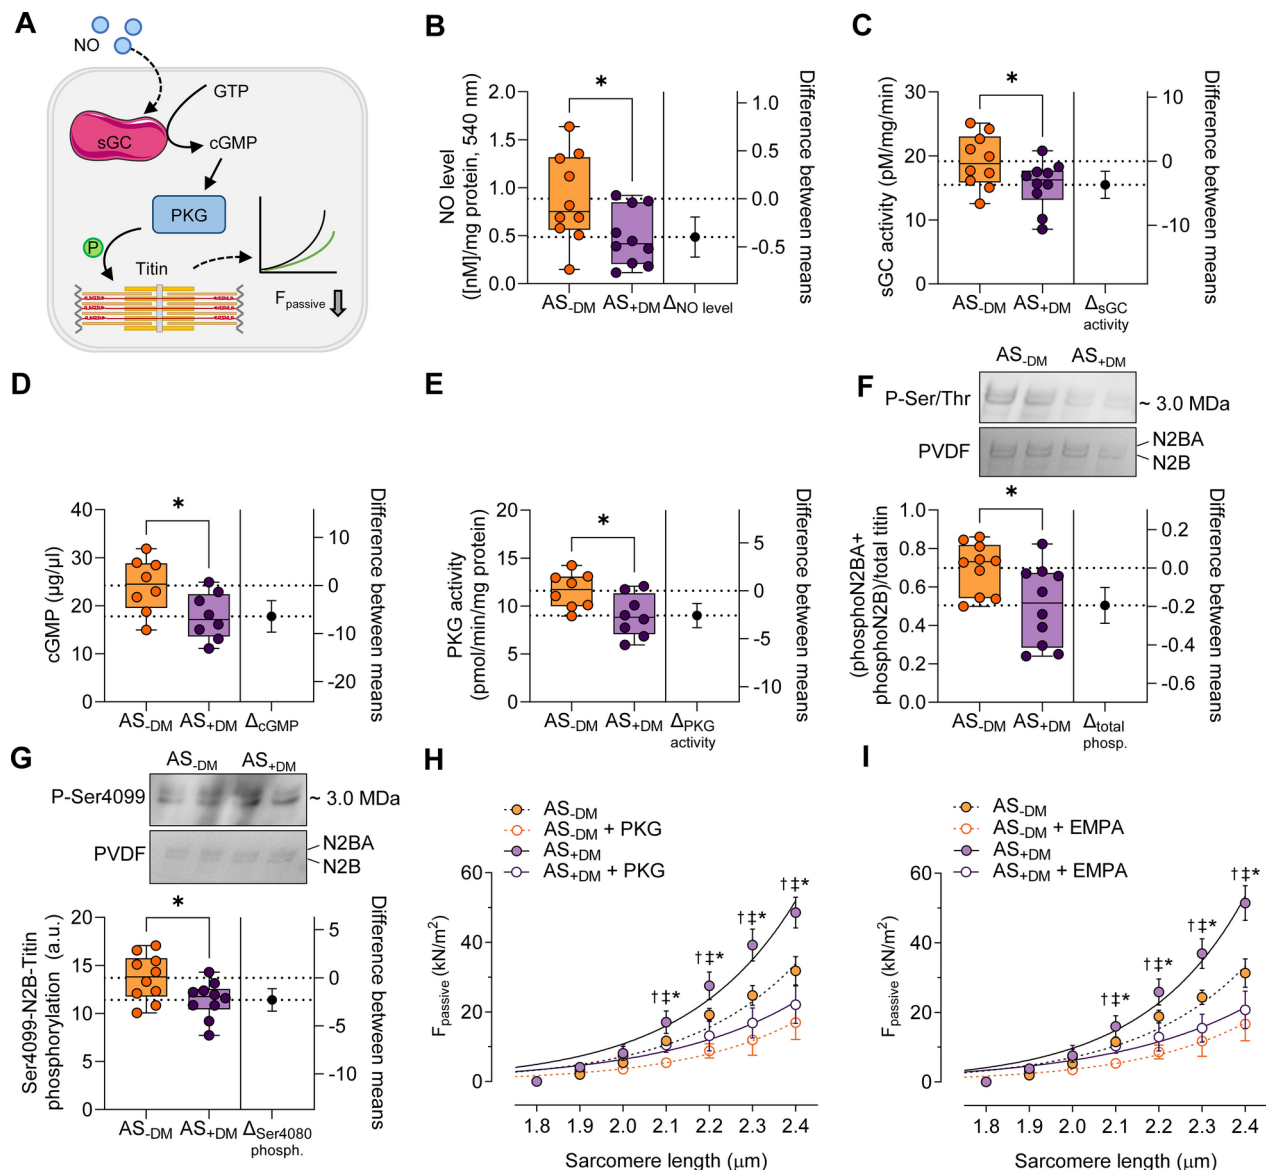 A
NO
GTP
sGC
cGMP
PKG
P
Titin
Fpassive
B
NO level
([nM]/mg protein, 540 nm)
2.0
1.5
1.0
0.5
0.0
*
1.0
0.5
0.0
-0.5
Difference between means
AS-DM AS+DM ΔNO level
C
sGC activity (pM/mg/min)
30
20
10
0
*
10
0
-10
Difference between means
AS-DM AS+DM ΔsGC
activity
D
cGMP (µg/µl)
40
30
20
10
0
*
10
0
-10
-20
Difference between means
AS-DM AS+DM ΔcGMP
E
PKG activity
(pmol/min/mg protein)
20
15
10
5
0
*
5
0
-5
-10
Difference between means
AS-DM AS+DM ΔPKG
activity
F
AS-DM AS+DM
P-Ser/Thr
~ 3.0 MDa
PVDF
N2BA
N2B
(phosphoN2BA+
phosphoN2B)/total titin
1.0
0.8
0.6
0.4
0.2
0.0
*
0.2
0.0
-0.2
-0.4
-0.6
Difference between means
AS-DM AS+DM Δtotal
phosp.
G
AS-DM AS+DM
P-Ser4099
~ 3.0 MDa
PVDF
N2BA
N2B
Ser4099-N2B-Titin
phosphorylation (a.u.)
20
15
10
5
0
*
5
0
-5
-10
Difference between means
AS-DM AS+DM ΔSer4080
phosph.
H
AS-DM
AS-DM + PKG
AS+DM
AS+DM + PKG
Fpassive (kN/m²)
60
40
20
0
†‡*
†‡*
†‡*
†‡*
1.8 1.9 2.0 2.1 2.2 2.3 2.4
Sarcomere length (µm)
I
AS-DM
AS-DM + EMPA
AS+DM
AS+DM + EMPA
Fpassive (kN/m²)
60
40
20
0
†‡*
†‡*
†‡*
†‡*
1.8 1.9 2.0 2.1 2.2 2.3 2.4
Sarcomere length (µm)